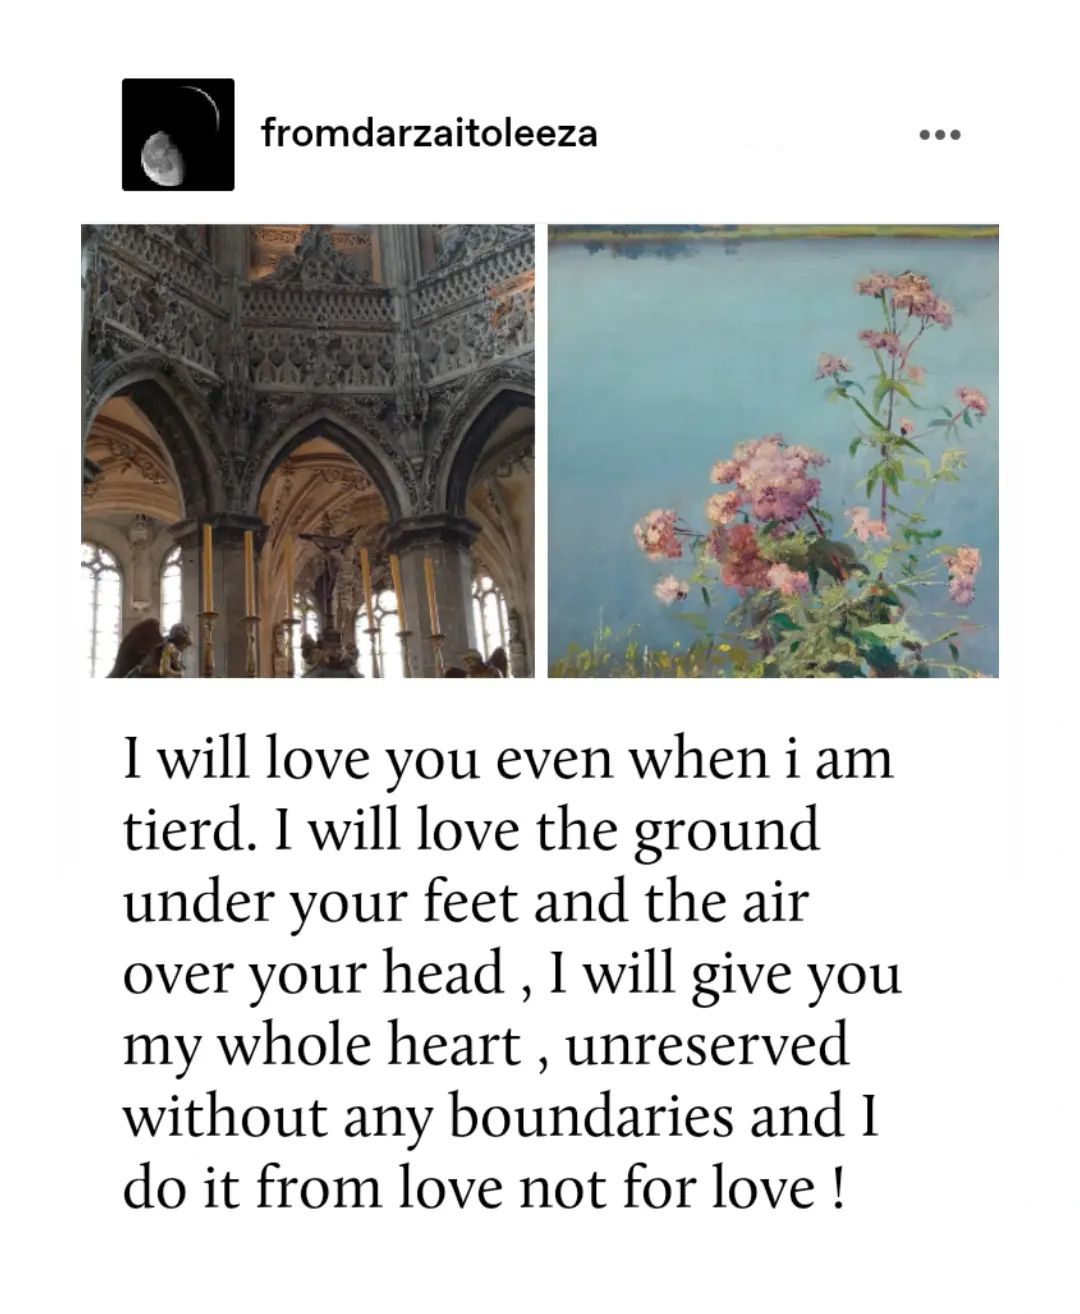 fromdarzaitoleeza
I will love you even when i am
tierd. I will love the ground
under your feet and the air
over your head , I will give you
my whole heart , unreserved
without any boundaries and I
do it from love not for love !